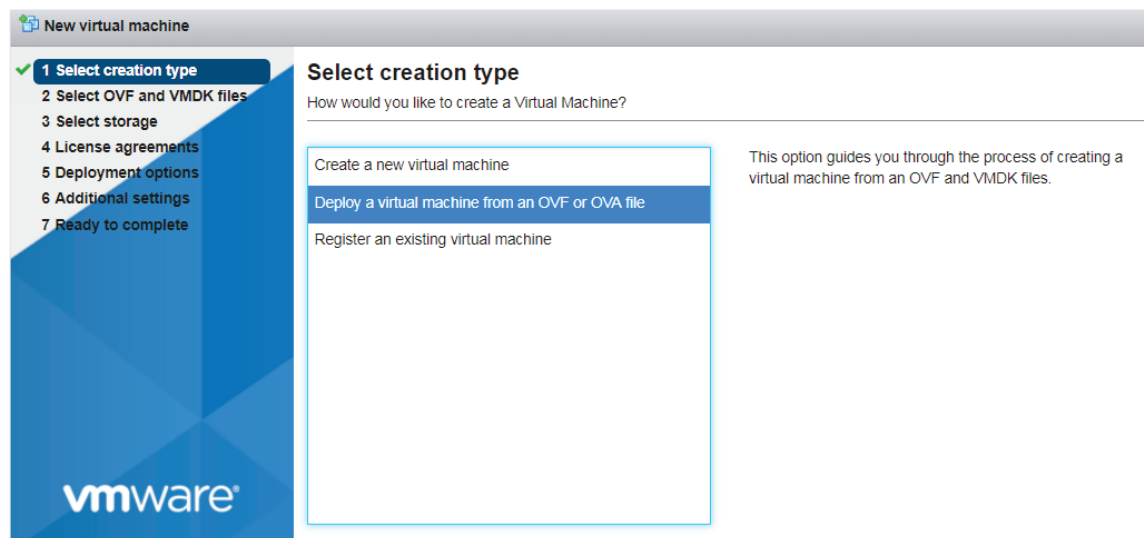 New virtual machine
1 Select creation type
2 Select OVF and VMDK files
3 Select storage
4 License agreements
5 Deployment options
6 Additional settings
7 Ready to complete
vmware®
Select creation type
How would you like to create a Virtual Machine?
Create a new virtual machine
Deploy a virtual machine from an OVF or OVA file
Register an existing virtual machine
This option guides you through the process of creating a
virtual machine from an OVF and VMDK files.